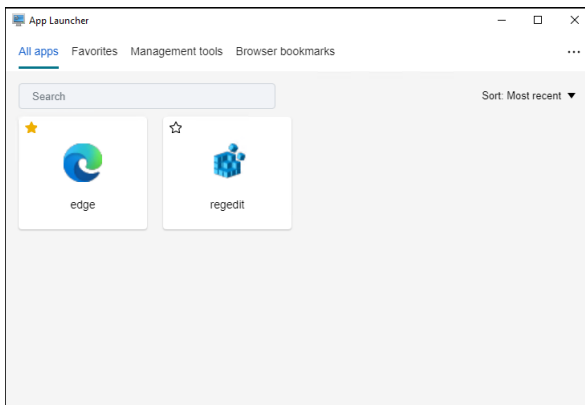 App Launcher
All apps Favorites Management tools Browser bookmarks
Search
Sort: Most recent
edge regedit